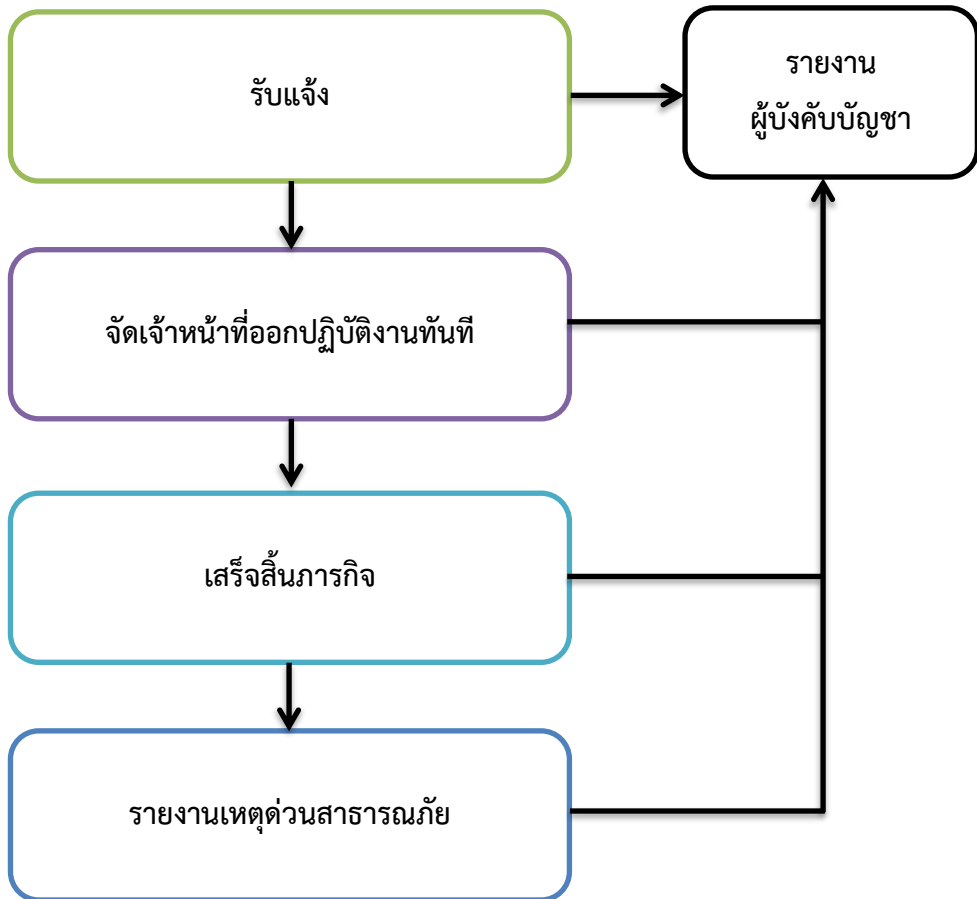 รับแจ้ง
รายงาน
ผู้บังคับบัญชา
จัดเจ้าหน้าที่ออกปฏิบัติงานทันที
เสร็จสิ้นภารกิจ
รายงานเหตุด่วนสาธารณภัย